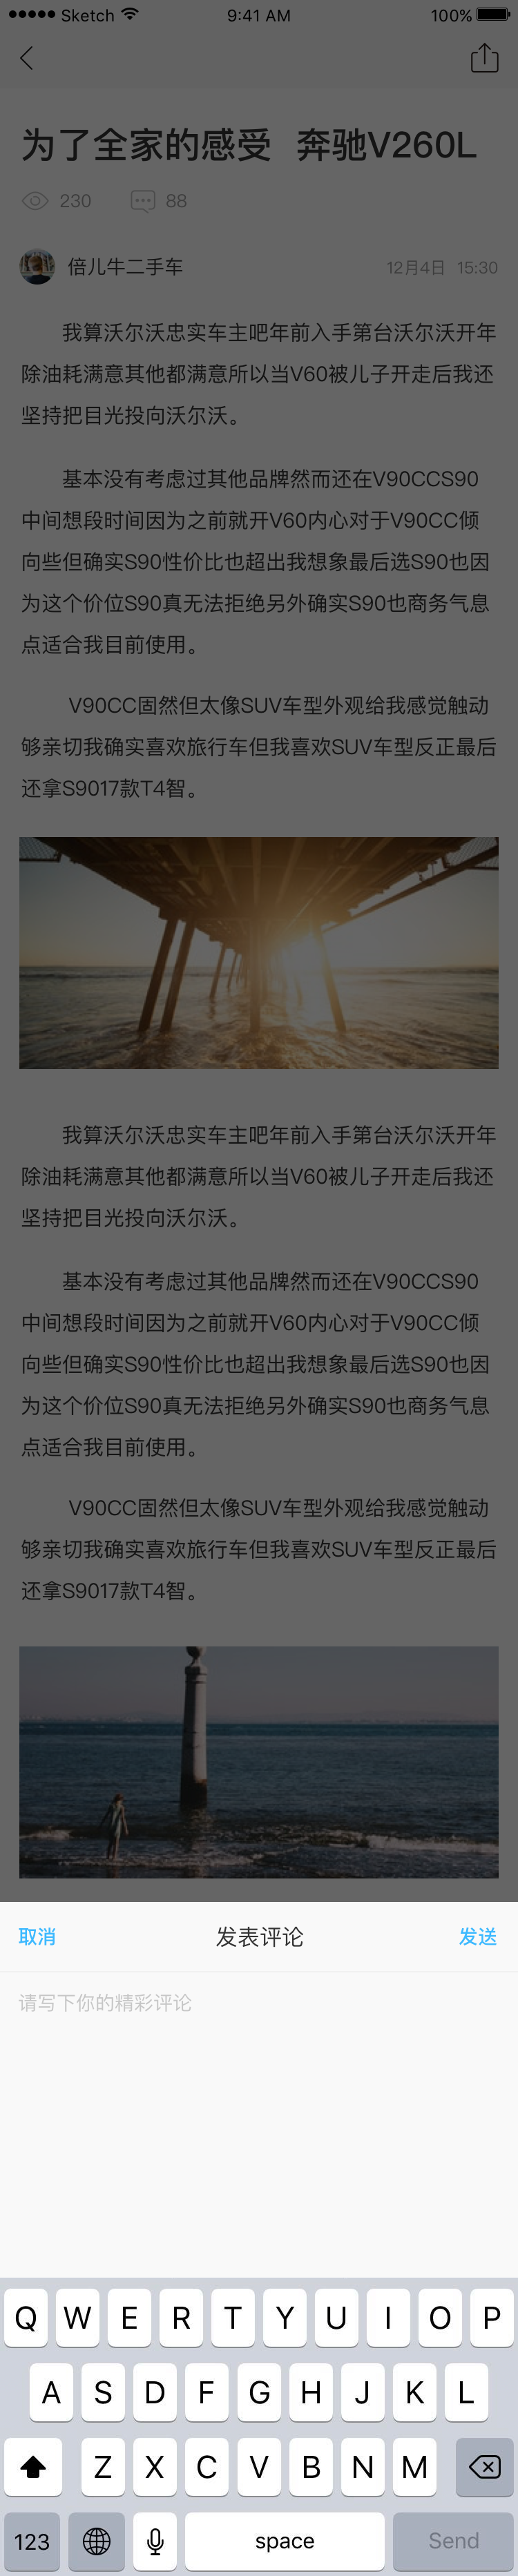 Sketch 9:41 AM 100%
为了全家的感受 奔驰V260L
230 88
倍儿牛二手车 12月4日 15:30
我算沃尔沃忠实车主吧年前入手第台沃尔沃开年
除油耗满意其他都满意所以当V60被儿子开走后我还
坚持把目光投向沃尔沃。
基本没有考虑过其他品牌然而还在V90CCS90
中间想段时间因为之前就开V60内心对于V90CC倾
向些但确实S90性价比也超出我想象最后选S90也因
为这个价位S90真无法拒绝另外确实S90也商务气息
点适合我目前使用。
V90CC固然但太像SUV车型外观给我感觉触动
够亲切我确实喜欢旅行车但我喜欢SUV车型反正最后
还拿S9017款T4智。
我算沃尔沃忠实车主吧年前入手第台沃尔沃开年
除油耗满意其他都满意所以当V60被儿子开走后我还
坚持把目光投向沃尔沃。
基本没有考虑过其他品牌然而还在V90CCS90
中间想段时间因为之前就开V60内心对于V90CC倾
向些但确实S90性价比也超出我想象最后选S90也因
为这个价位S90真无法拒绝另外确实S90也商务气息
点适合我目前使用。
V90CC固然但太像SUV车型外观给我感觉触动
够亲切我确实喜欢旅行车但我喜欢SUV车型反正最后
还拿S9017款T4智。
取消 发表评论 发送
请写下你的精彩评论
Q W E R T Y U I O P
A S D F G H J K L
Z X C V B N M
123 space Send